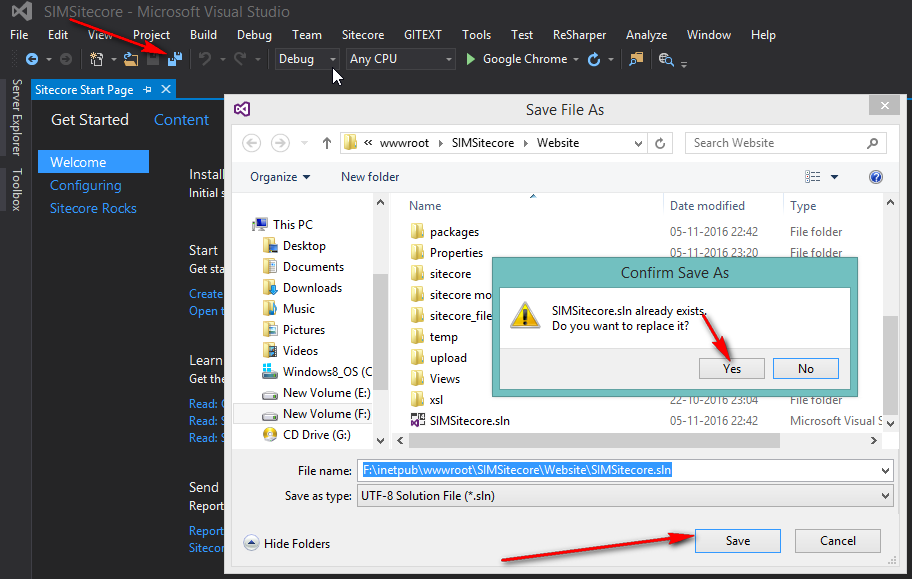 SIMSitecore - Microsoft Visual Studio
File Edit View Project Build Debug Team Sitecore GITEXT Tools Test ReSharper Analyze Window Help
Debug Any CPU Google Chrome
Server Explorer
Toolbox
Sitecore Start Page
Get Started Content
Welcome
Configuring
Sitecore Rocks
Install
Initial s
Start
Get sta
Create
Open t
Learn
Get the
Read:
Read: S
Read: S
Send
Report
Report
Sitecor
Save File As
« wwwroot SIMSitecore Website
Search Website
Organize New folder
Name Date modified Type
This PC
Desktop
Documents
Downloads
Music
Pictures
Videos
Windows8_OS (C
New Volume (E:)
New Volume (F:)
CD Drive (G:)
packages 05-11-2016 22:42 File folder
Properties 05-11-2016 23:20 File folder
sitecore
sitecore mo
sitecore_file
temp
upload
Views
xsl 22-10-2016 23:04 File folder
SIMSitecore.sln 05-11-2016 22:42 Microsoft Visual S
Confirm Save As
SIMSitecore.sln already exists.
Do you want to replace it?
Yes No
File name: F:\inetpub\wwwroot\SIMSitecore\Website\SIMSitecore.sln
Save as type: UTF-8 Solution File (*.sln)
Hide Folders Save Cancel